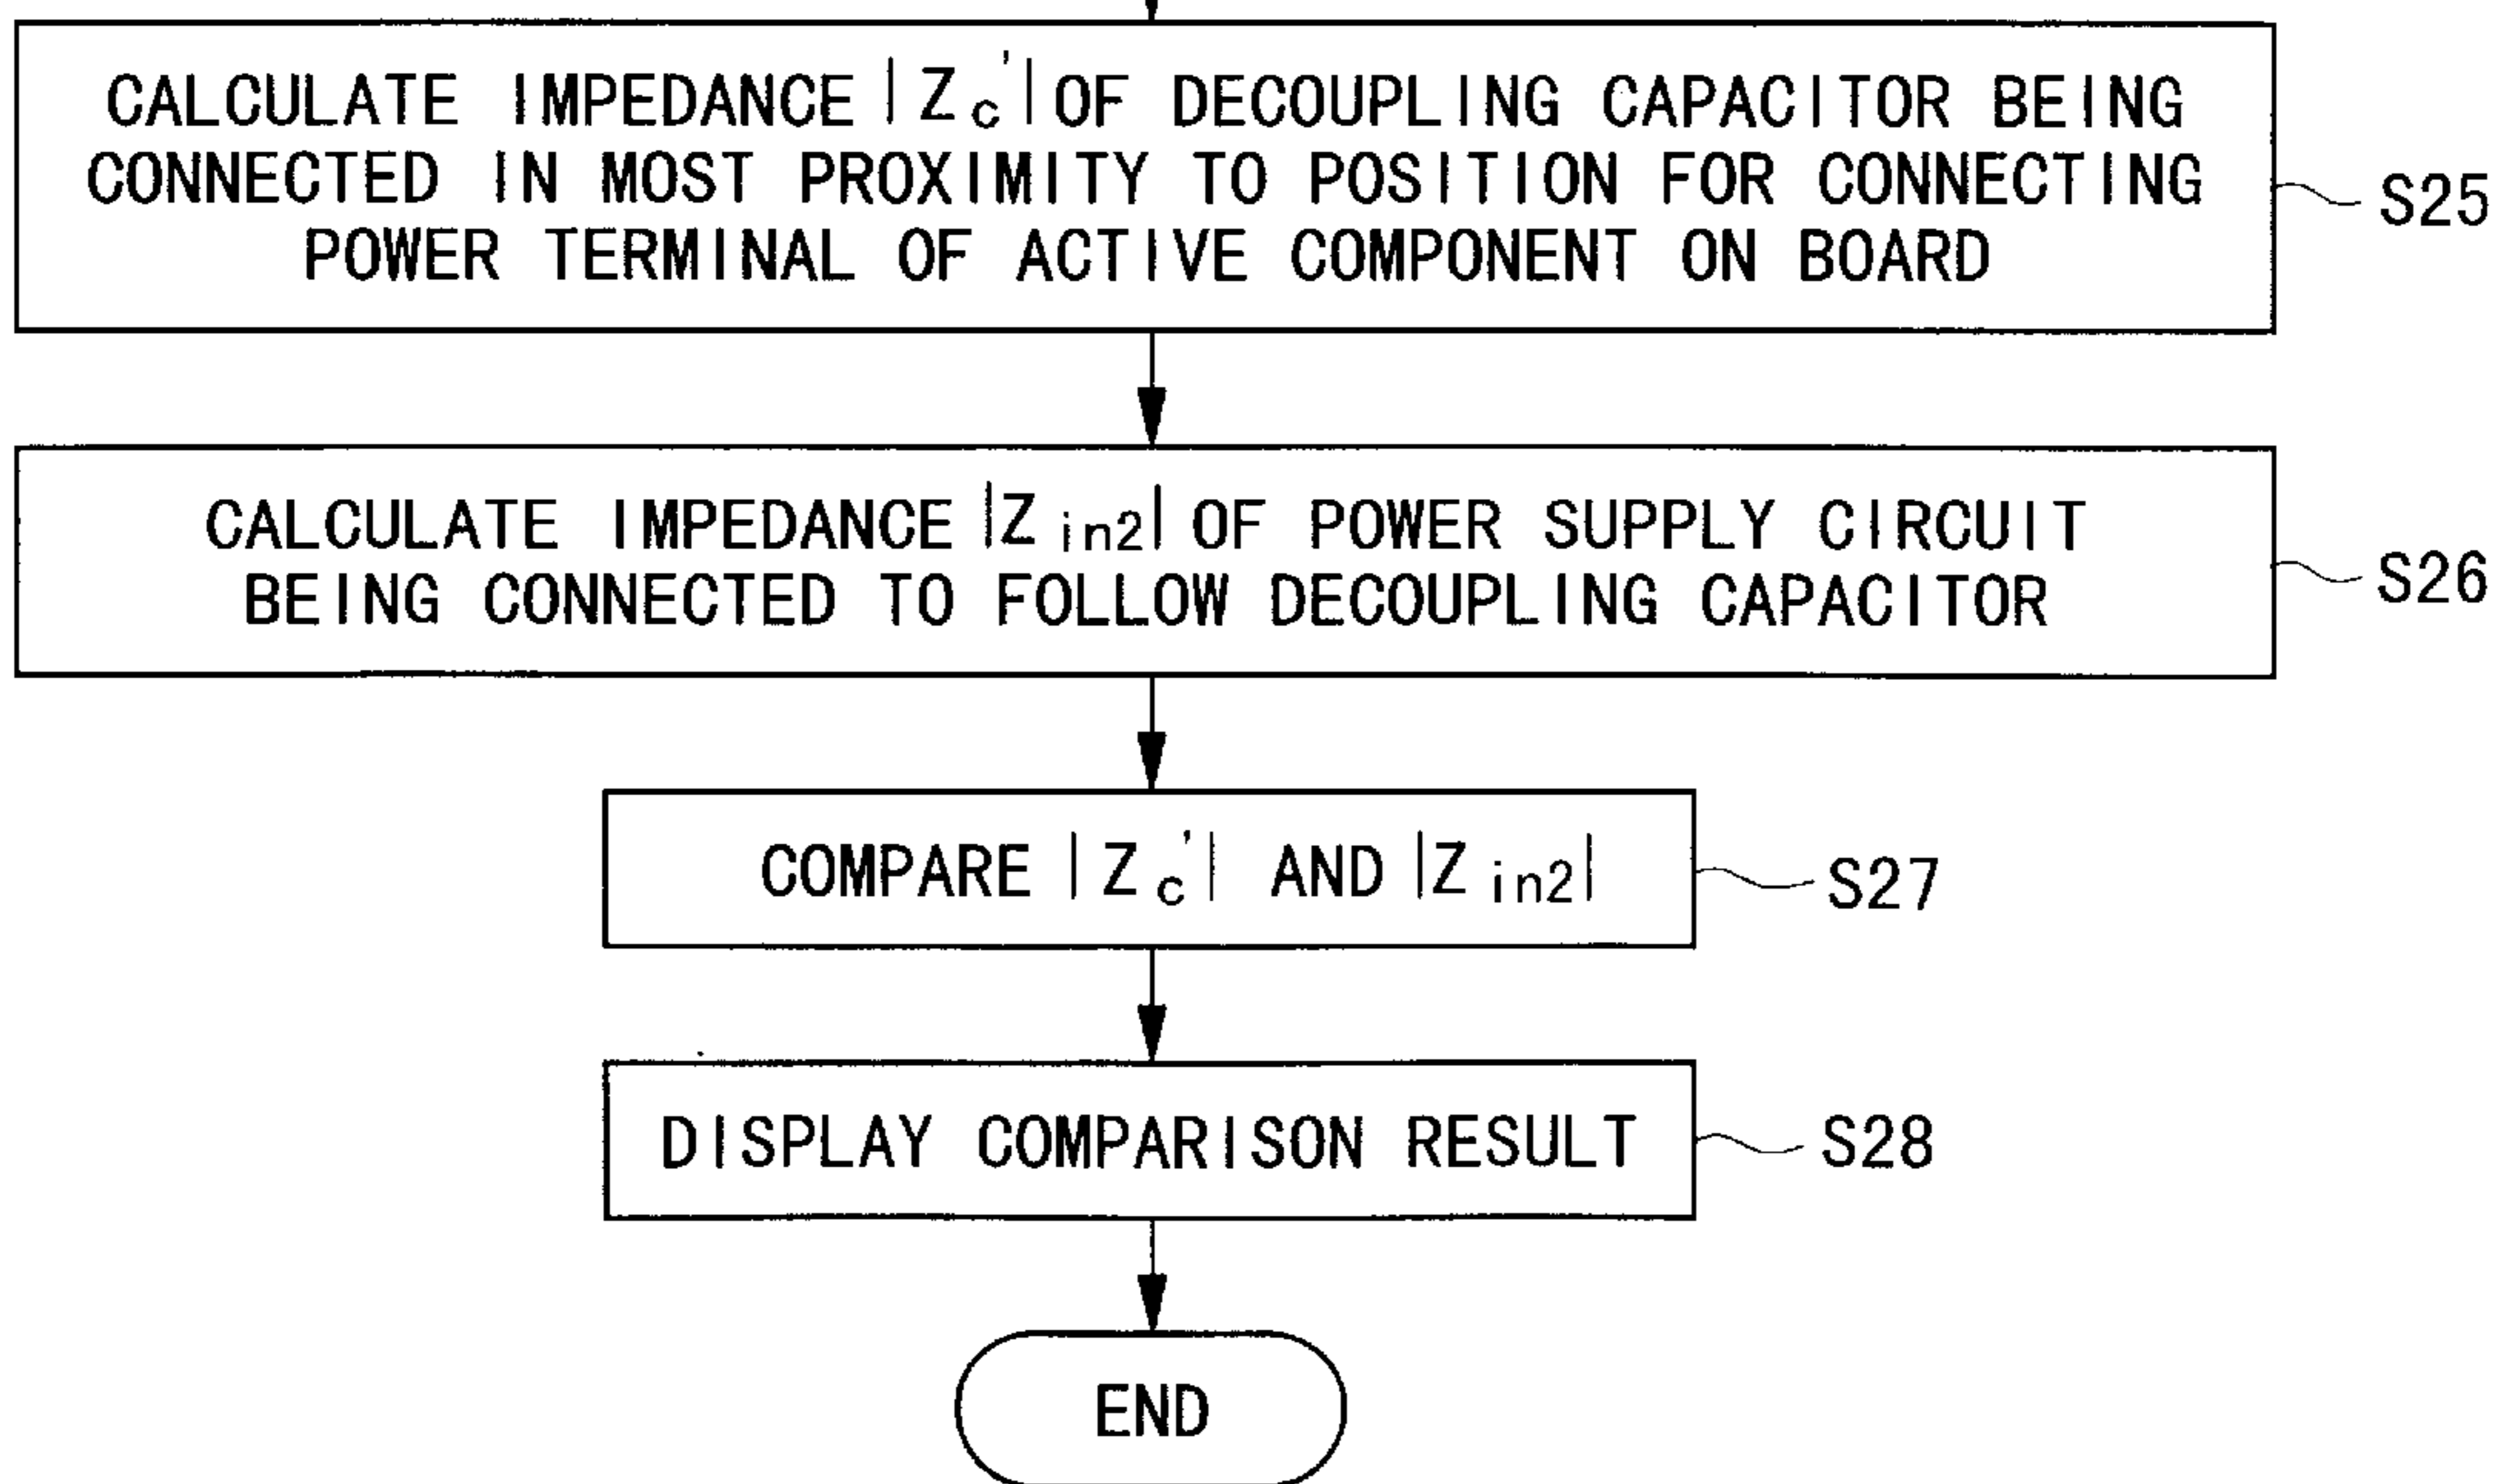 CALCULATE IMPEDANCE |Zc'| OF DECOUPLING CAPACITOR BEING
CONNECTED IN MOST PROXIMITY TO POSITION FOR CONNECTING
POWER TERMINAL OF ACTIVE COMPONENT ON BOARD
S25
CALCULATE IMPEDANCE |Zin2| OF POWER SUPPLY CIRCUIT
BEING CONNECTED TO FOLLOW DECOUPLING CAPACITOR
S26
COMPARE |Zc'| AND |Zin2|
S27
DISPLAY COMPARISON RESULT
S28
END